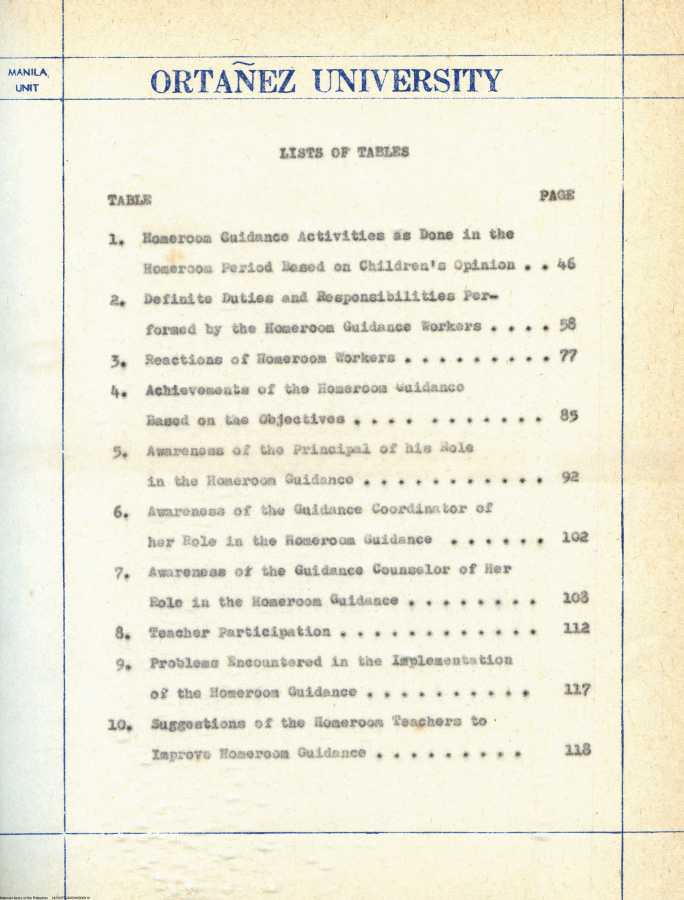 MANILA
UNIT
ORTAÑEZ UNIVERSITY
LISTS OF TABLES
TABLE PAGE
1. Homeroom Guidance Activities as Done in the
Homeroom Period Based on Children's Opinion . . 46
2. Definite Duties and Responsibilities Per-
formed by the Homeroom Guidance Workers . . . . 58
3. Reactions of Homeroom Workers . . . . . . . . . 77
4. Achievements of the Homeroom Guidance
Based on the Objectives . . . . . . . . . . . 85
5. Awareness of the Principal of his Role
in the Homeroom Guidance . . . . . . . . . . . 92
6. Awareness of the Guidance Coordinator of
her Role in the Homeroom Guidance . . . . . . 102
7. Awareness of the Guidance Counselor of Her
Role in the Homeroom Guidance . . . . . . . . 108
8. Teacher Participation . . . . . . . . . . . . 112
9. Problems Encountered in the Implementation
of the Homeroom Guidance . . . . . . . . . . 117
10. Suggestions of the Homeroom Teachers to
Improve Homeroom Guidance . . . . . . . . . 118